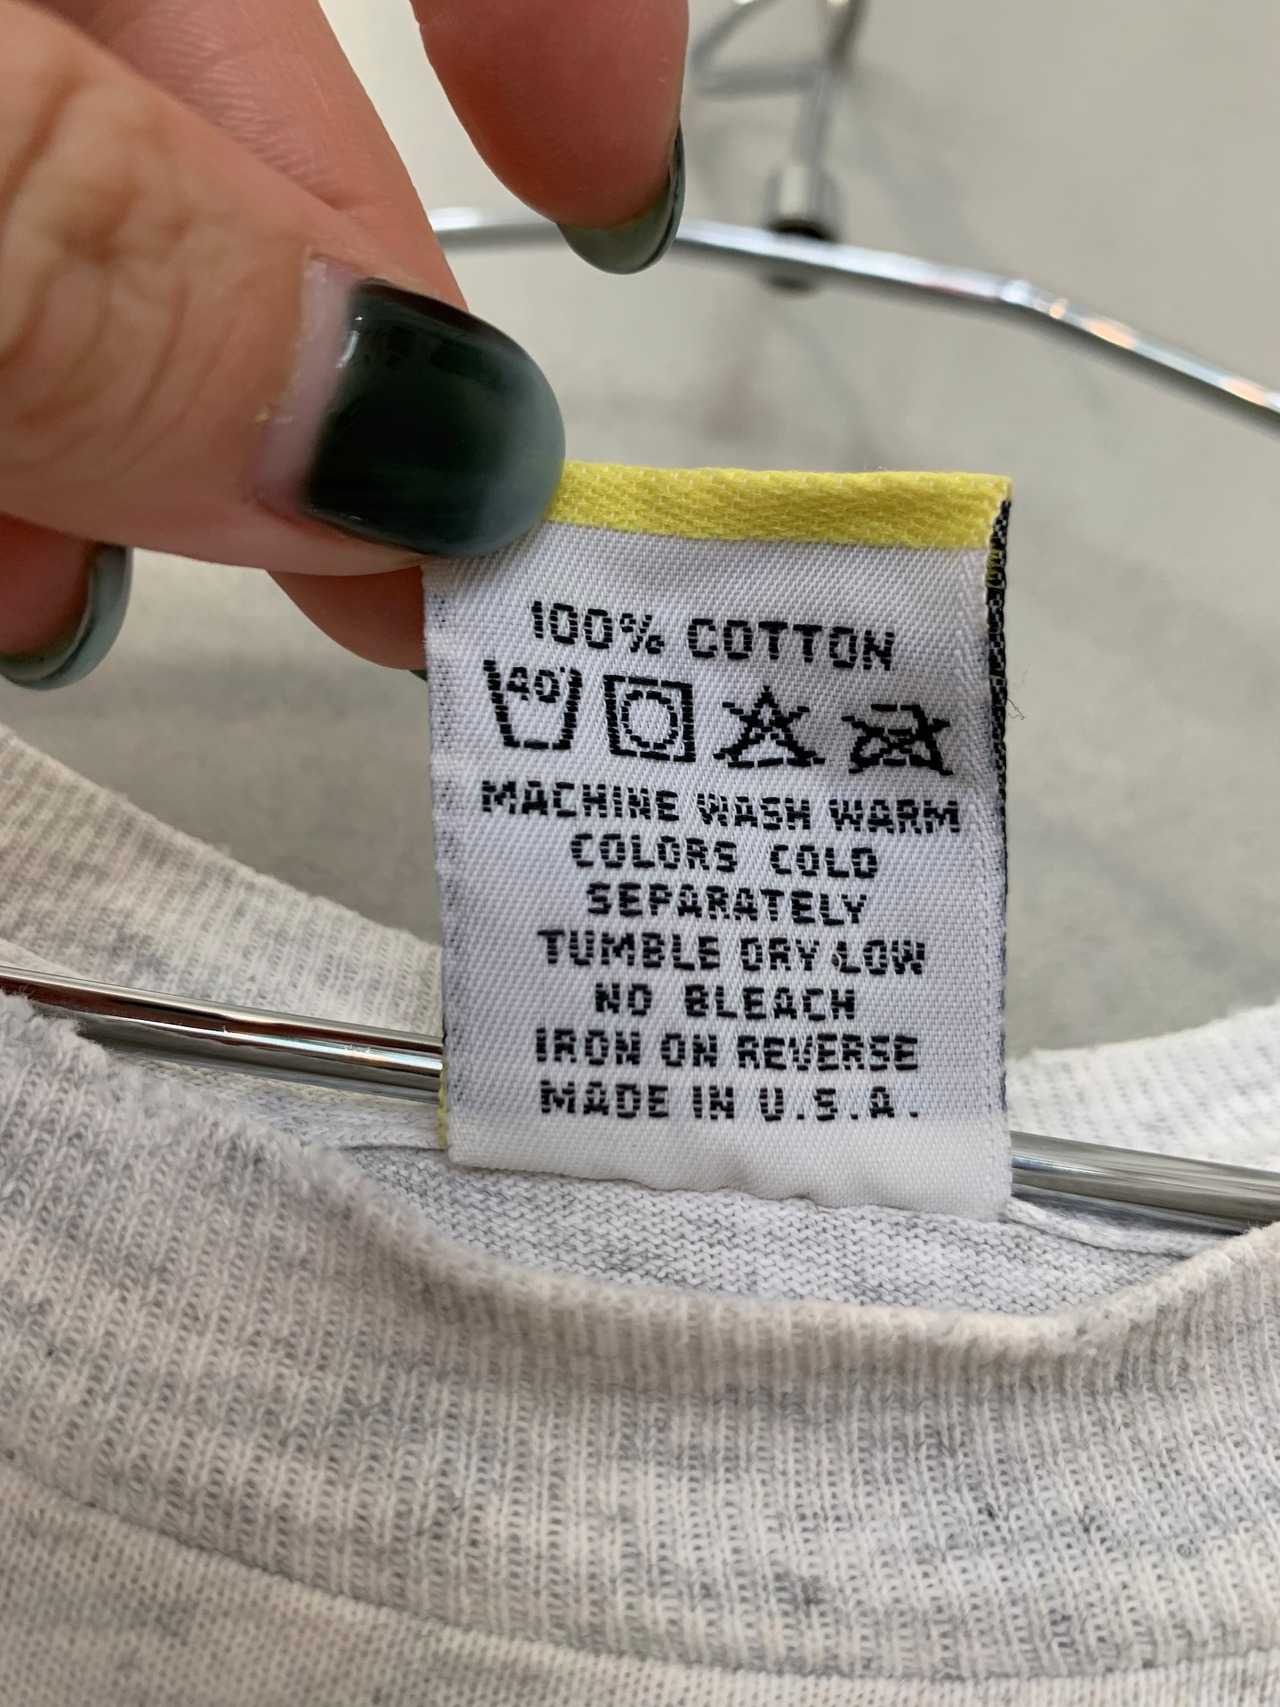 100% COTTON
40°
MACHINE WASH WARM
COLORS COLD
SEPARATELY
TUMBLE DRY LOW
NO BLEACH
IRON ON REVERSE
MADE IN U.S.A.